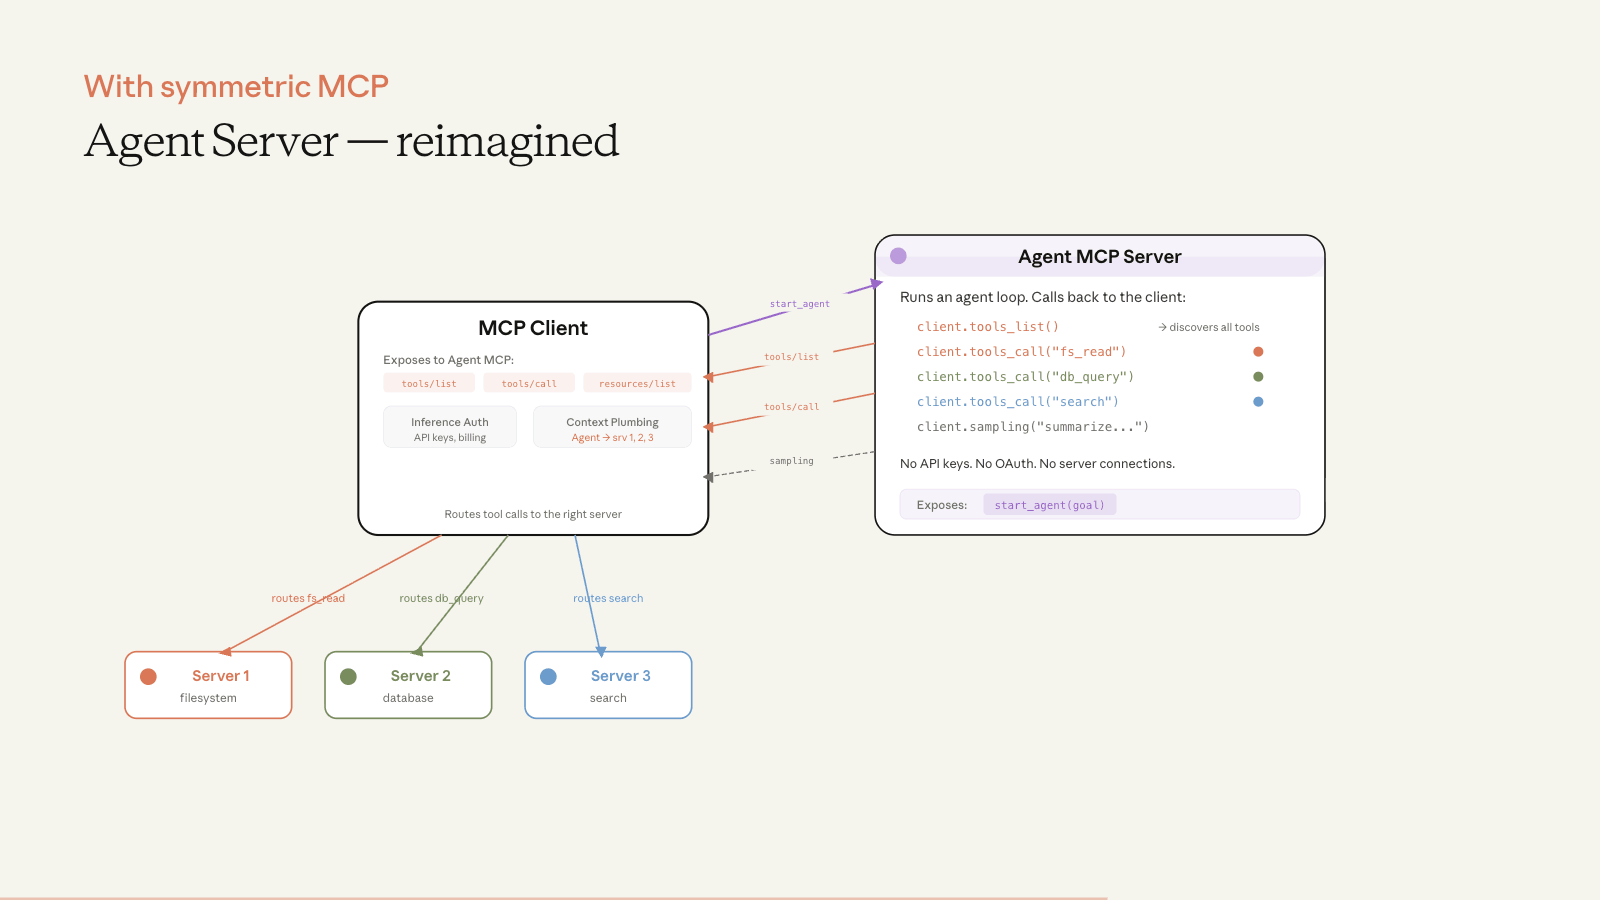 With symmetric MCP
Agent Server — reimagined
MCP Client
Exposes to Agent MCP:
tools/list
tools/call
resources/list
Inference Auth
API keys, billing
Context Plumbing
Agent → srv 1, 2, 3
Routes tool calls to the right server
start_agent
tools/list
tools/call
sampling
Agent MCP Server
Runs an agent loop. Calls back to the client:
client.tools_list() → discovers all tools
client.tools_call("fs_read")
client.tools_call("db_query")
client.tools_call("search")
client.sampling("summarize...")
No API keys. No OAuth. No server connections.
Exposes: start_agent(goal)
routes fs_read
routes db_query
routes search
Server 1
filesystem
Server 2
database
Server 3
search